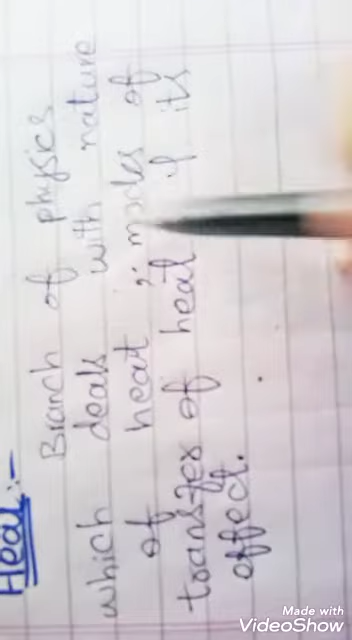 Heat :-
Branch of physics
which deals with nature
of heat ; modes of
transfer of heat & its
effect.
Made with
VideoShow